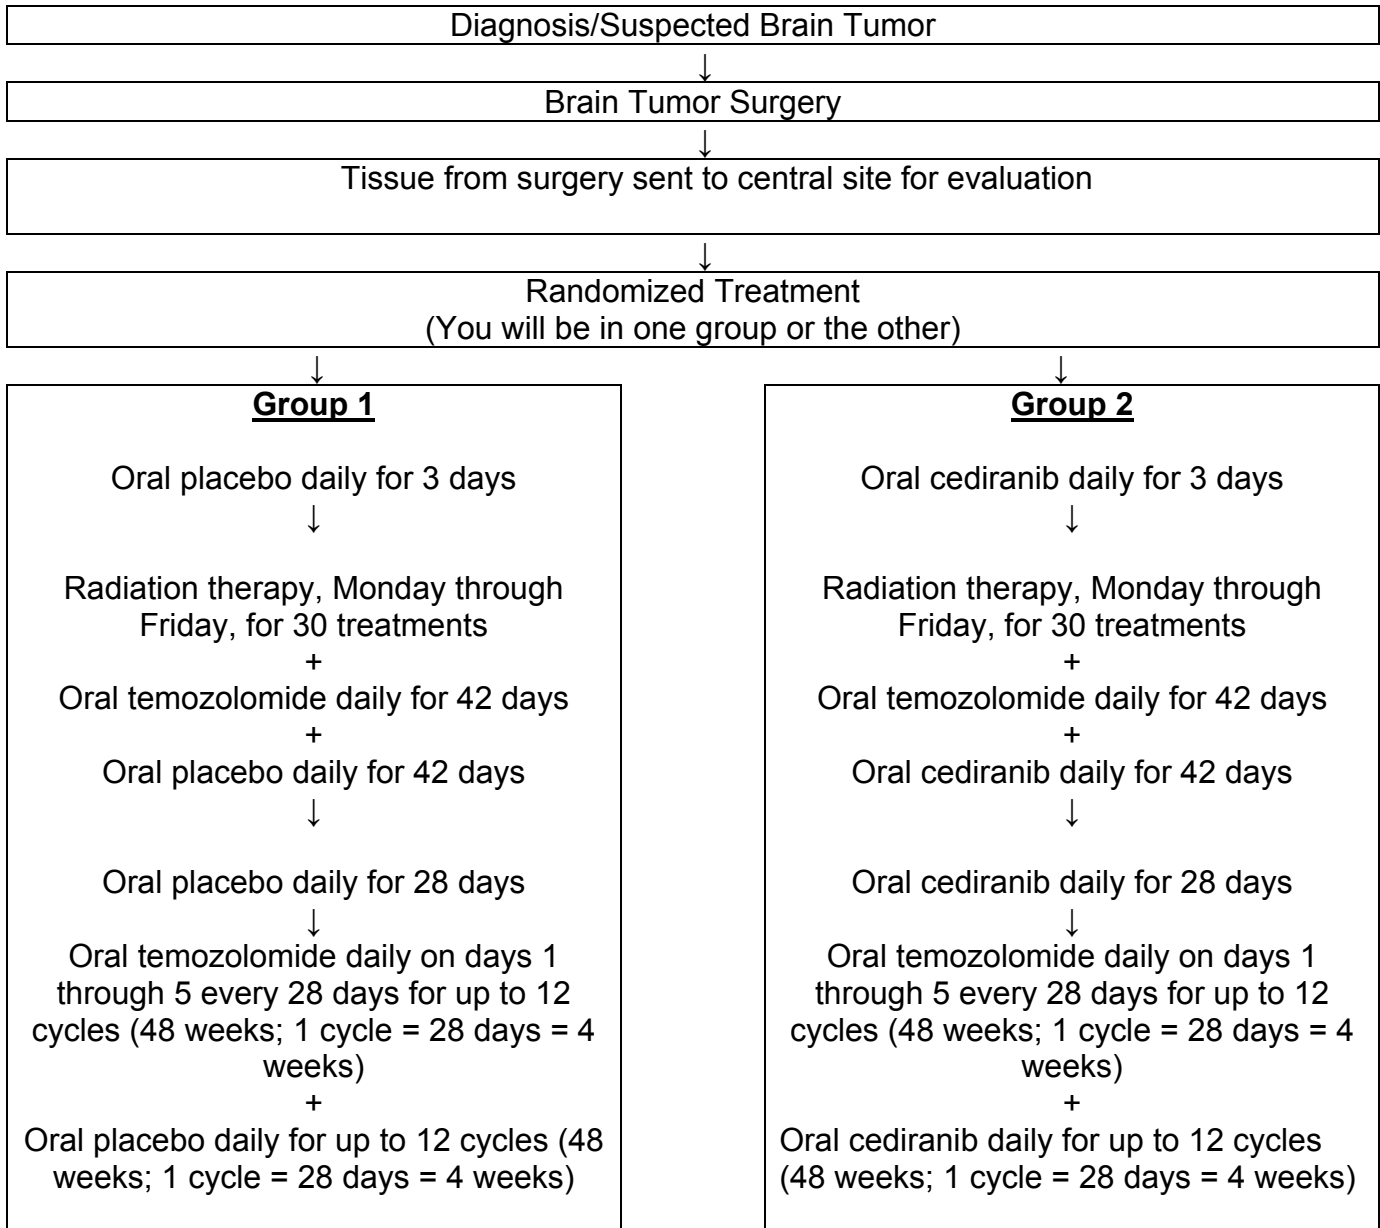 Diagnosis/Suspected Brain Tumor
↓
Brain Tumor Surgery
↓
Tissue from surgery sent to central site for evaluation
↓
Randomized Treatment
(You will be in one group or the other)
↓
Group 1
Oral placebo daily for 3 days
↓
Radiation therapy, Monday through
Friday, for 30 treatments
+
Oral temozolomide daily for 42 days
+
Oral placebo daily for 42 days
↓
Oral placebo daily for 28 days
↓
Oral temozolomide daily on days 1
through 5 every 28 days for up to 12
cycles (48 weeks; 1 cycle = 28 days = 4
weeks)
+
Oral placebo daily for up to 12 cycles (48
weeks; 1 cycle = 28 days = 4 weeks)
↓
Group 2
Oral cediranib daily for 3 days
↓
Radiation therapy, Monday through
Friday, for 30 treatments
+
Oral temozolomide daily for 42 days
+
Oral cediranib daily for 42 days
↓
Oral cediranib daily for 28 days
↓
Oral temozolomide daily on days 1
through 5 every 28 days for up to 12
cycles (48 weeks; 1 cycle = 28 days = 4
weeks)
+
Oral cediranib daily for up to 12 cycles
(48 weeks; 1 cycle = 28 days = 4 weeks)